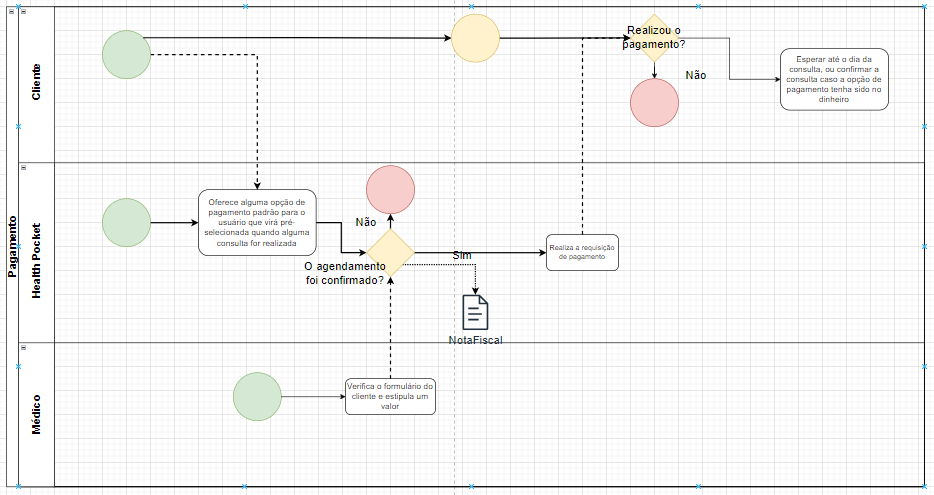 Pagamento
Cliente
Realizou o
pagamento?
Não
Esperar até o dia da
consulta, ou confirmar a
consulta caso a opção de
pagamento tenha sido no
dinheiro
Health Pocket
Oferece alguma opção de
pagamento padrão para o
usuário que virá pré-
selecionada quando alguma
consulta for realizada
Não
O agendamento
foi confirmado?
Sim
Realiza a requisição
de pagamento
NotaFiscal
Médico
Verifica o formulário do
cliente e estipula um
valor